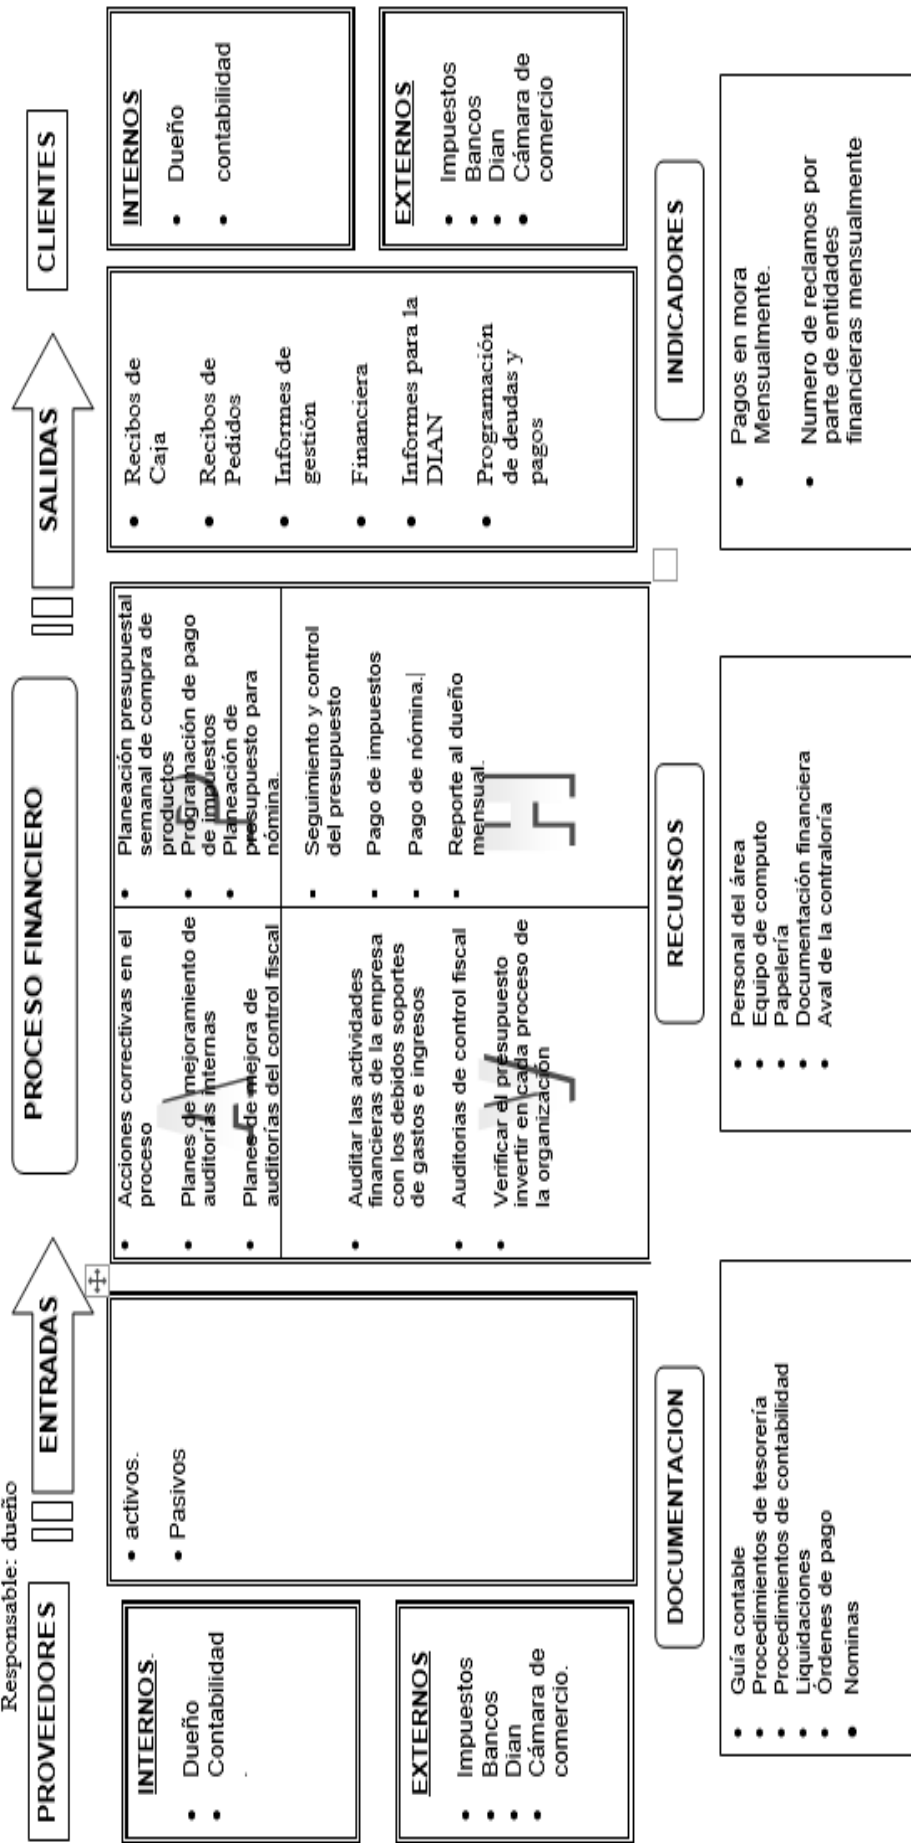 Responsable: dueño
PROVEEDORES
ENTRADAS
PROCESO FINANCIERO
SALIDAS
CLIENTES
INTERNOS.
• Dueño
• Contabilidad
.
EXTERNOS
• Impuestos
• Bancos
• Dian
• Cámara de
comercio.
• activos.
• Pasivos
A
• Acciones correctivas en el
proceso
• Planes de mejoramiento de
auditorías internas
• Planes de mejora de
auditorías del control fiscal
P
• Planeación presupuestal
semanal de compra de
productos
• Programación de pago
de impuestos
• Planeación de
presupuesto para
nómina.
V
• Auditar las actividades
financieras de la empresa
con los debidos soportes
de gastos e ingresos
• Auditorias de control fiscal
• Verificar el presupuesto
invertir en cada proceso de
la organización
H
▪ Seguimiento y control
del presupuesto
▪ Pago de impuestos
▪ Pago de nómina.
▪ Reporte al dueño
mensual.
• Recibos de
Caja
• Recibos de
Pedidos
• Informes de
gestión
• Financiera
• Informes para la
DIAN
• Programación
de deudas y
pagos
INTERNOS
• Dueño
• contabilidad
EXTERNOS
• Impuestos
• Bancos
• Dian
• Cámara de
comercio
DOCUMENTACION
• Guía contable
• Procedimientos de tesorería
• Procedimientos de contabilidad
• Liquidaciones
• Órdenes de pago
• Nominas
RECURSOS
• Personal del área
• Equipo de computo
• Papelería
• Documentación financiera
• Aval de la contraloría
INDICADORES
• Pagos en mora
Mensualmente.
• Numero de reclamos por
parte de entidades
financieras mensualmente